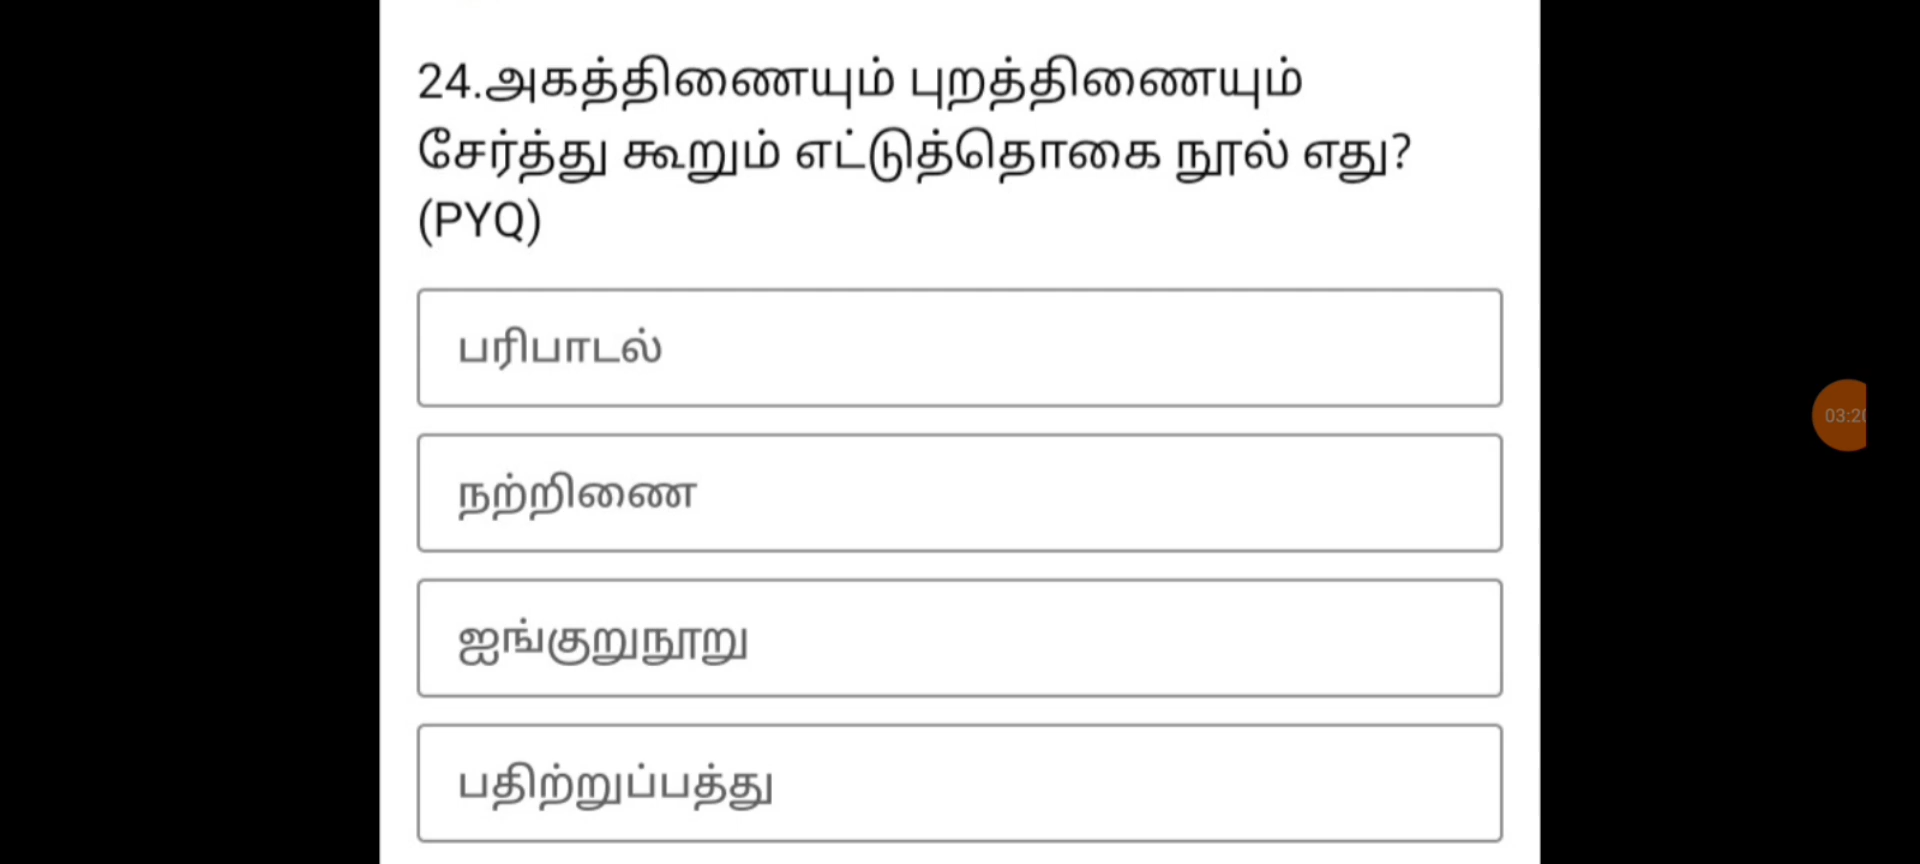 24.அகத்திணையும் புறத்திணையும்
சேர்த்து கூறும் எட்டுத்தொகை நூல் எது?
(PYQ)
பரிபாடல்
நற்றிணை
ஐங்குறுநூறு
பதிற்றுப்பத்து